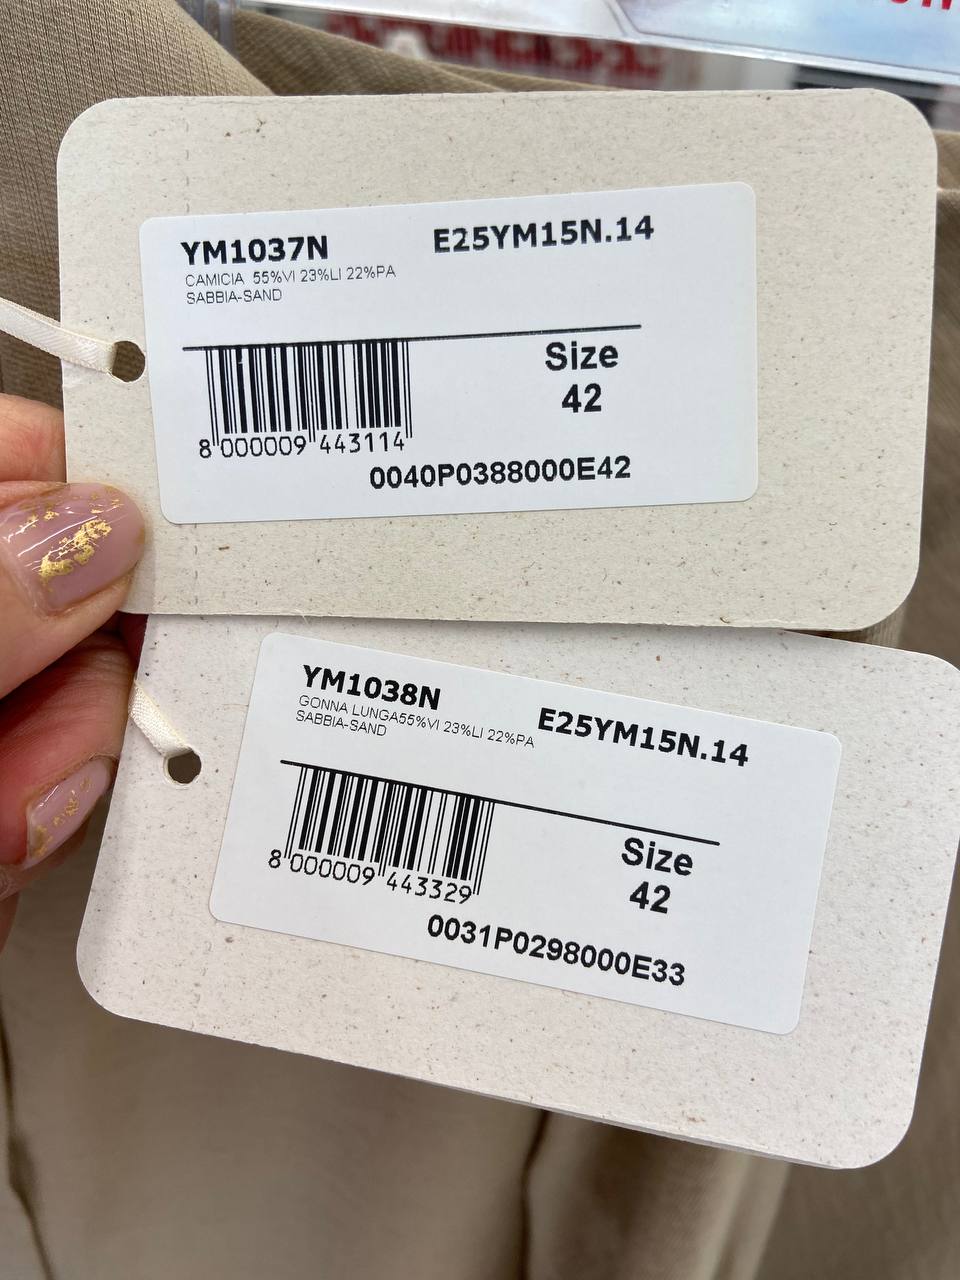 YM1037N E25YM15N.14
CAMICIA 55%VI 23%LI 22%PA
SABBIA-SAND
Size
42
8 000009 443114
0040P0388000E42
YM1038N E25YM15N.14
GONNA LUNGA55%VI 23%LI 22%PA
SABBIA-SAND
Size
42
8 000009 443329
0031P0298000E33